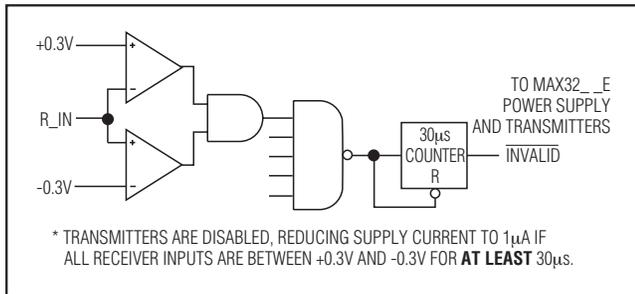 +0.3V
R_IN
-0.3V
+
-
+
-
TO MAX32_ _E
POWER SUPPLY
AND TRANSMITTERS
30µs
COUNTER
R
INVALID
* TRANSMITTERS ARE DISABLED, REDUCING SUPPLY CURRENT TO 1µA IF
ALL RECEIVER INPUTS ARE BETWEEN +0.3V AND -0.3V FOR AT LEAST 30µs.